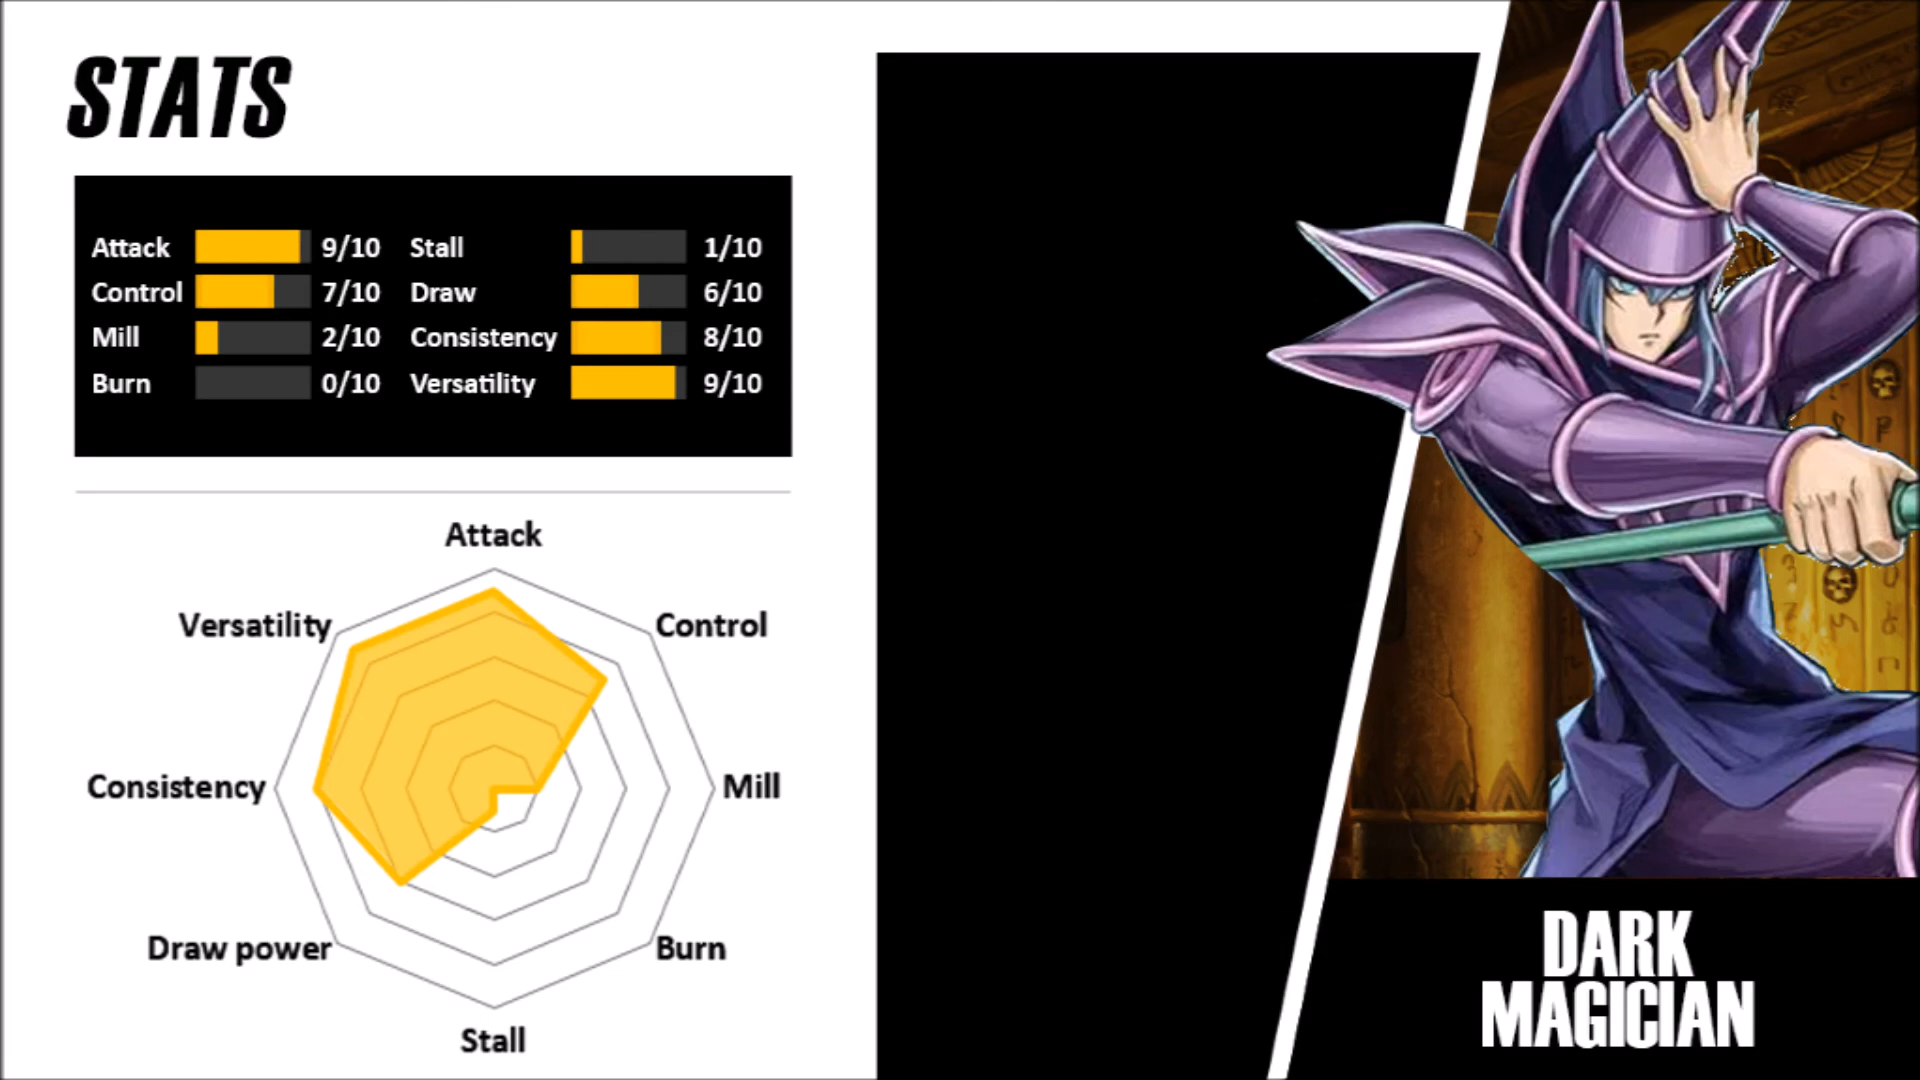 STATS
Attack 9/10 Stall 1/10
Control 7/10 Draw 6/10
Mill 2/10 Consistency 8/10
Burn 0/10 Versatility 9/10
Attack
Versatility Control
Consistency Mill
Draw power Burn
Stall
DARK
MAGICIAN